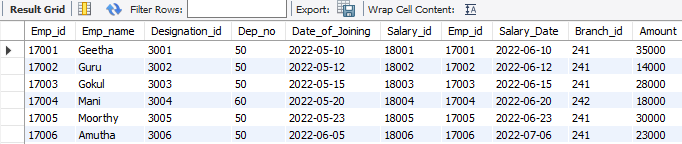 Result Grid Filter Rows: Export: Wrap Cell Content:
Emp_id Emp_name Designation_id Dep_no Date_of_Joining Salary_id Emp_id Salary_Date Branch_id Amount
17001 Geetha 3001 50 2022-05-10 18001 17001 2022-06-10 241 35000
17002 Guru 3002 50 2022-05-12 18002 17002 2022-06-12 241 14000
17003 Gokul 3003 50 2022-05-15 18003 17003 2022-06-15 241 28000
17004 Mani 3004 60 2022-05-20 18004 17004 2022-06-20 242 18000
17005 Moorthy 3005 50 2022-05-23 18005 17005 2022-06-23 241 30000
17006 Amutha 3006 50 2022-06-05 18006 17006 2022-07-06 241 23000